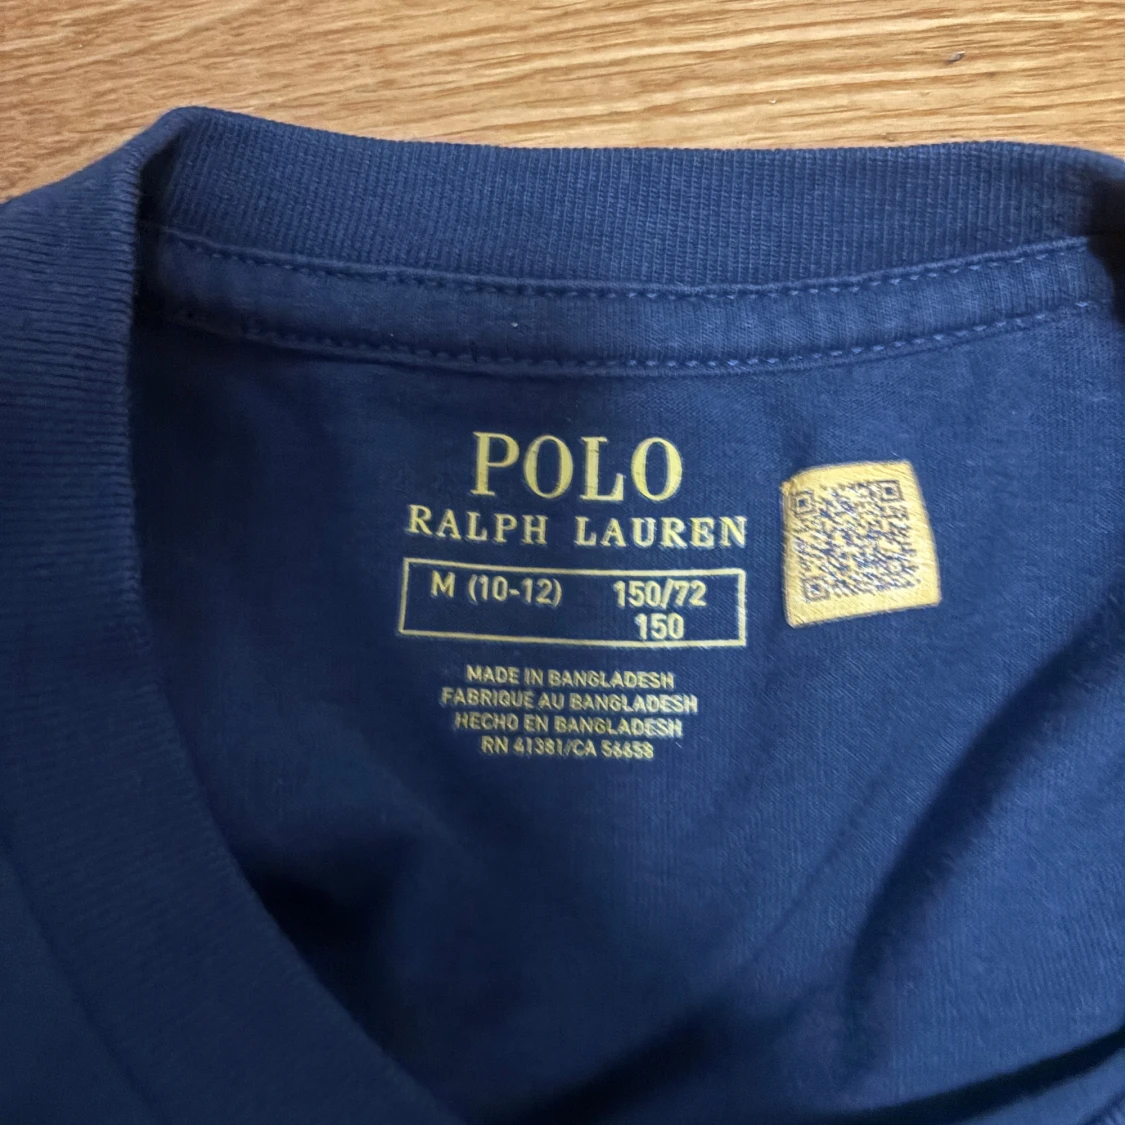 POLO
RALPH LAUREN
M (10-12) 150/72
150
MADE IN BANGLADESH
FABRIQUÉ AU BANGLADESH
HECHO EN BANGLADESH
RN 41381/CA 56658